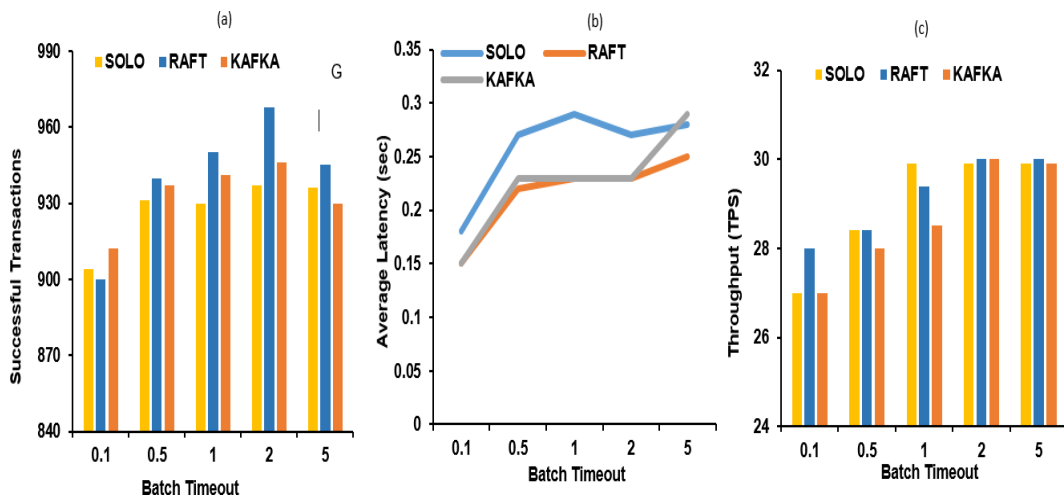 (a)
SOLO RAFT KAFKA
G
990
960
930
900
870
840
Successful Transactions
0.1 0.5 1 2 5
Batch Timeout
(b)
SOLO RAFT
KAFKA
0.35
0.3
0.25
0.2
0.15
0.1
0.05
0
Average Latency (sec)
0.1 0.5 1 2 5
Batch Timeout
(c)
SOLO RAFT KAFKA
32
30
28
26
24
Throughput (TPS)
0.1 0.5 1 2 5
Batch Timeout